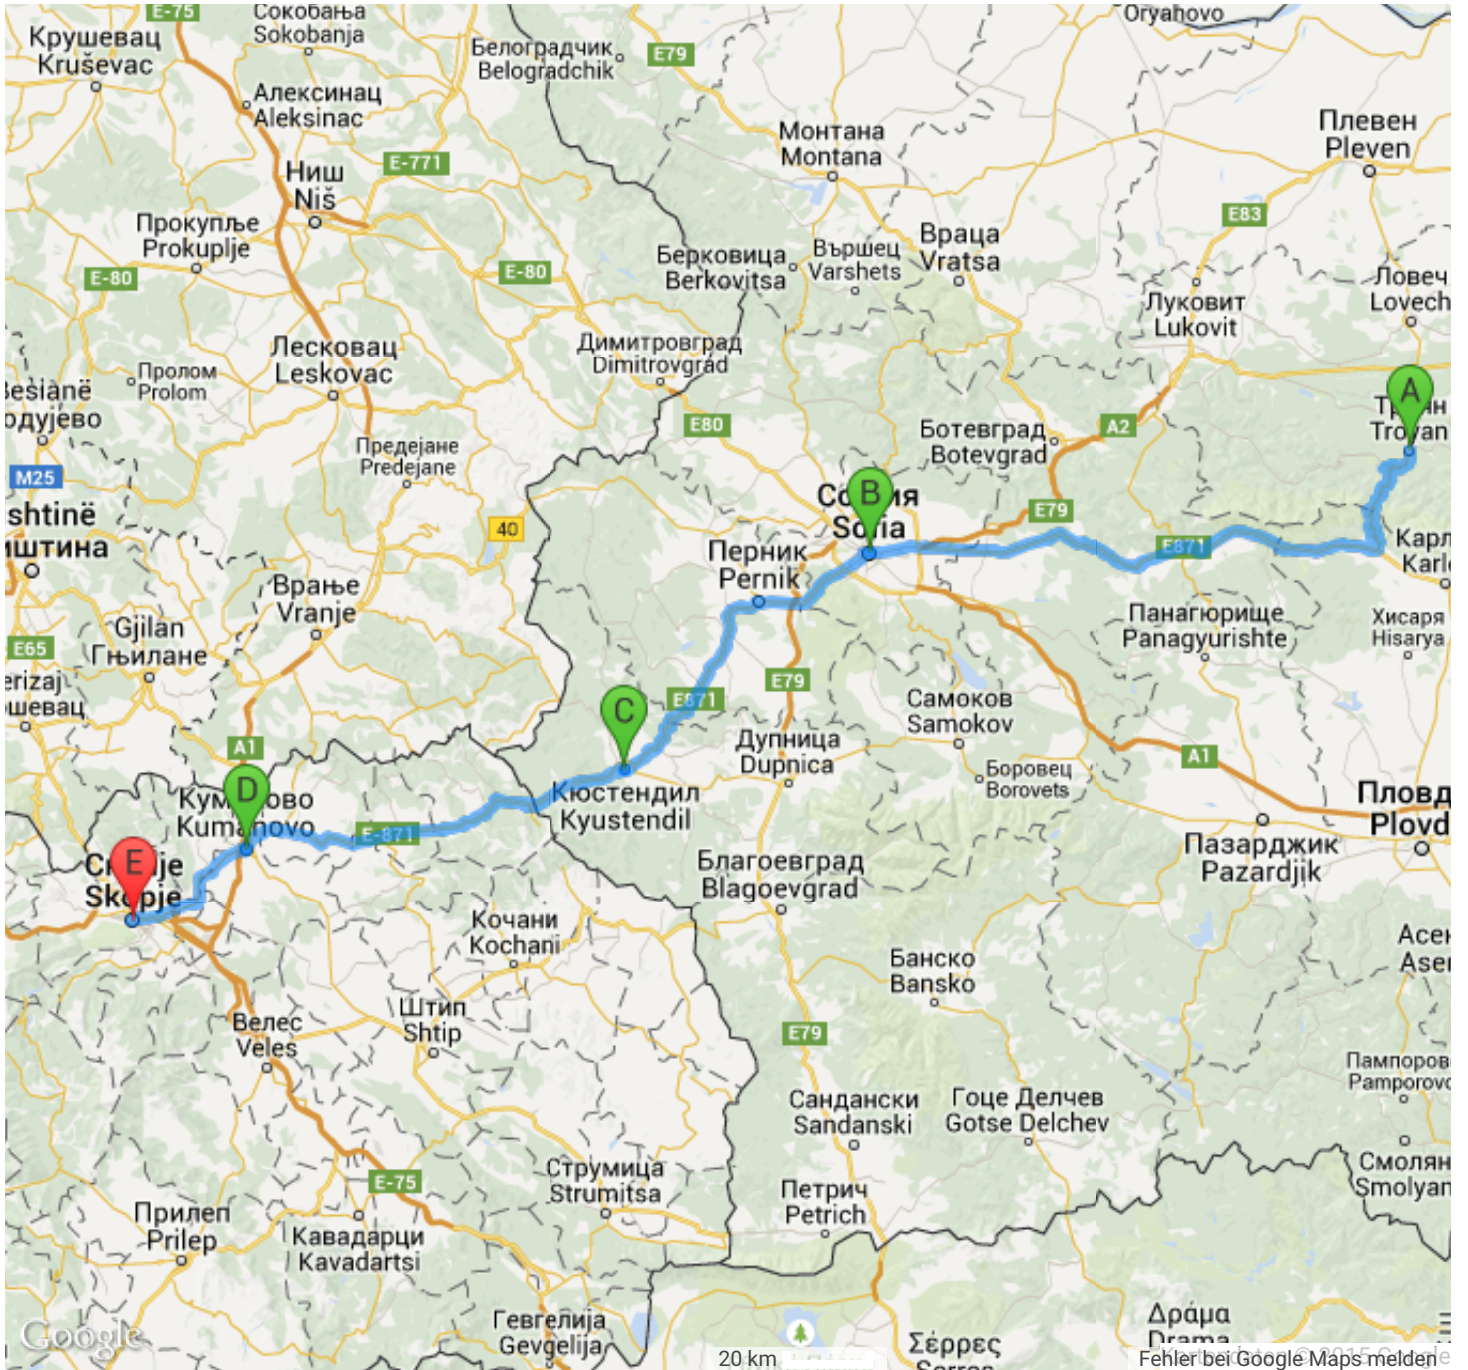 E-75
Сокобања
Sokobanja
Oryahovo
Крушевац
Kruševac
Белоградчик
Belogradchik
E79
Алексинац
Aleksinac
Монтана
Montana
Плевен
Pleven
E-771
Ниш
Niš
Прокупље
Prokuplje
E83
E-80
E-80
Берковица
Berkovitsa
Вършец
Varshets
Враца
Vratsa
Ловеч
Lovech
Луковит
Lukovit
Лесковац
Leskovac
Димитровград
Dimitrovgrad
Пролом
Prolom
A
Troyan
E80
A2
Ботевград
Botevgrad
Предејане
Predejane
M25
B
Sofia
40
E79
E871
Перник
Pernik
Врање
Vranje
Панагюрище
Panagyurishte
Хисаря
Hisarya
Gjilan
Гњилане
E65
E79
E871
C
Самоков
Samokov
A1
Дупница
Dupnica
A1
Боровец
Borovets
D
Kumanovo
Кюстендил
Kyustendil
E-871
Пазарджик
Pazardjik
E
Skopje
Благоевград
Blagoevgrad
Кочани
Kochani
Банско
Bansko
Штип
Shtip
Велес
Veles
E79
Сандански
Sandanski
Гоце Делчев
Gotse Delchev
Струмица
Strumitsa
E-75
Петрич
Petrich
Смолян
Smolyan
Прилеп
Prilep
Кавадарци
Kavadartsi
Гевгелија
Gevgelija
Δράμα
Drama
Σέρρες
Google
20 km
Fehler bei Google Maps melden